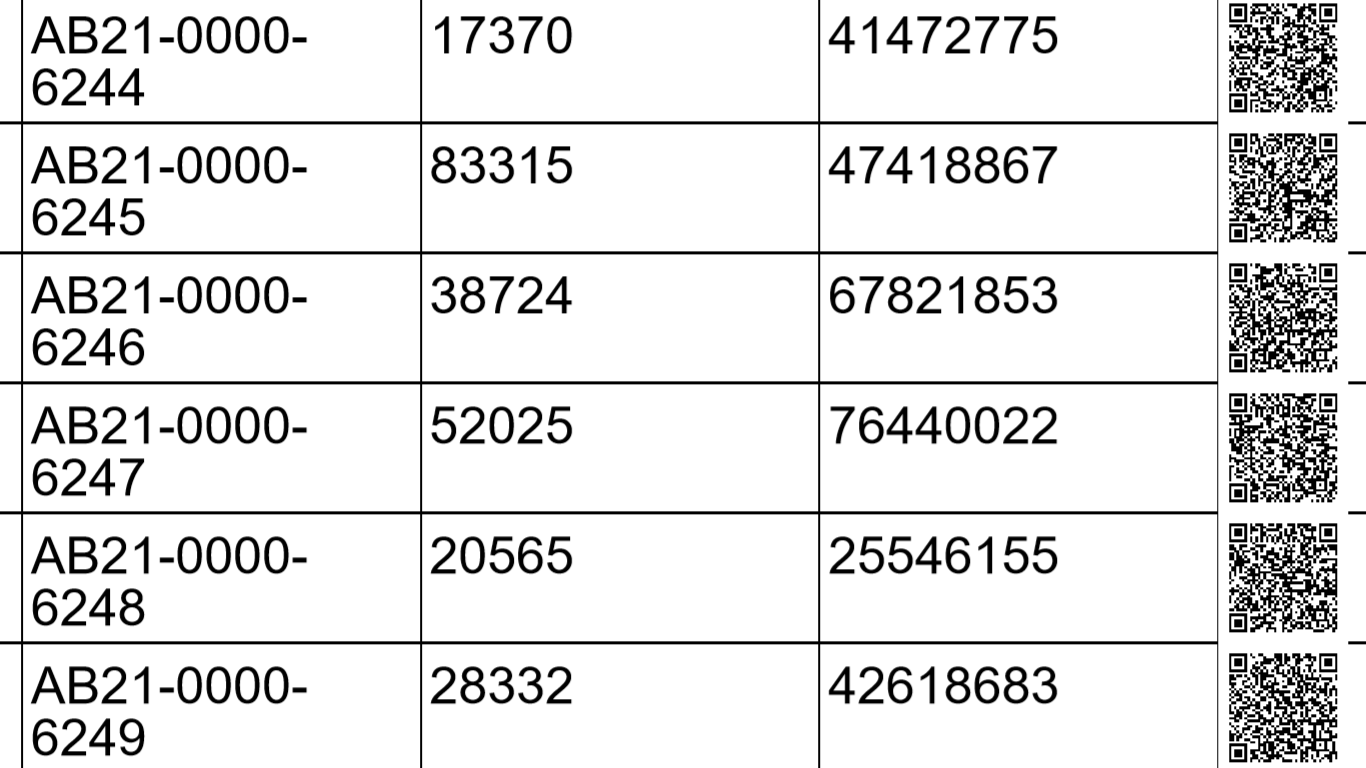 AB21-0000- 17370 41472775
6244
AB21-0000- 83315 47418867
6245
AB21-0000- 38724 67821853
6246
AB21-0000- 52025 76440022
6247
AB21-0000- 20565 25546155
6248
AB21-0000- 28332 42618683
6249